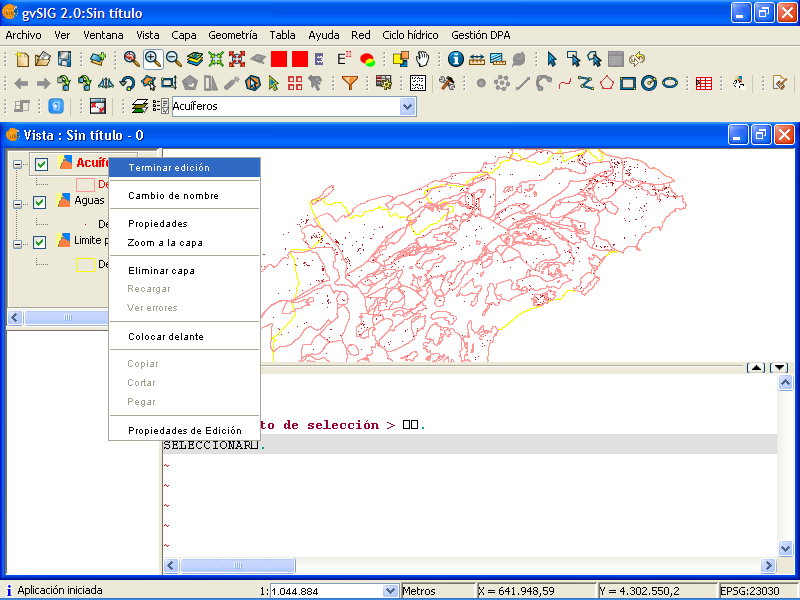 gvSIG 2.0:Sin título
Archivo Ver Ventana Vista Capa Geometría Tabla Ayuda Red Ciclo hídrico Gestión DPA
Acuíferos
Vista : Sin título - 0
Acuífe
De
Aguas
De
Limite p
De
Terminar edición
Cambio de nombre
Propiedades
Zoom a la capa
Eliminar capa
Recargar
Ver errores
Colocar delante
Copiar
Cortar
Pegar
Propiedades de Edición
to de selección > □□.
SELECCIONAR□.
~
~
~
~
~
Aplicación iniciada 1: 1.044.884 Metros X = 641.948,59 Y = 4.302.550,2 EPSG:23030